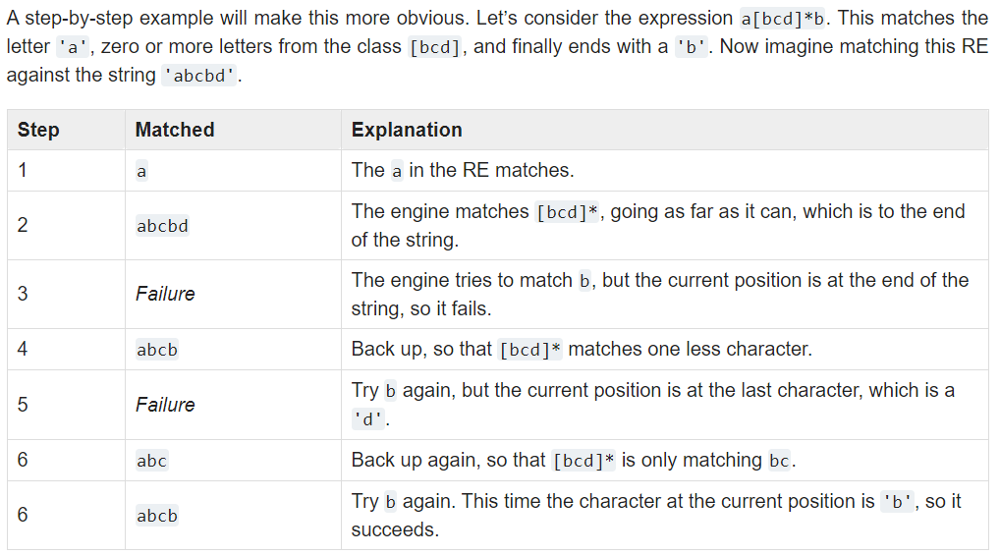 A step-by-step example will make this more obvious. Let’s consider the expression a[bcd]*b. This matches the
letter 'a', zero or more letters from the class [bcd], and finally ends with a 'b'. Now imagine matching this RE
against the string 'abcbd'.
Step Matched Explanation
1 a The a in the RE matches.
2 abcbd The engine matches [bcd]*, going as far as it can, which is to the end
of the string.
3 Failure The engine tries to match b, but the current position is at the end of the
string, so it fails.
4 abcb Back up, so that [bcd]* matches one less character.
5 Failure Try b again, but the current position is at the last character, which is a
'd'.
6 abc Back up again, so that [bcd]* is only matching bc.
6 abcb Try b again. This time the character at the current position is 'b', so it
succeeds.